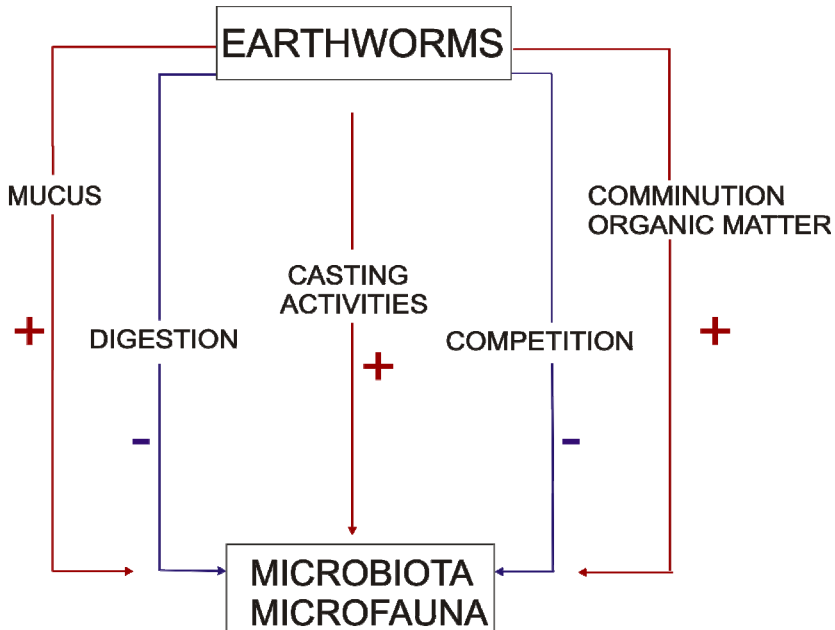 EARTHWORMS
MUCUS
COMMINUTION
ORGANIC MATTER
CASTING
ACTIVITIES
+
DIGESTION
COMPETITION
+
+
-
-
MICROBIOTA
MICROFAUNA